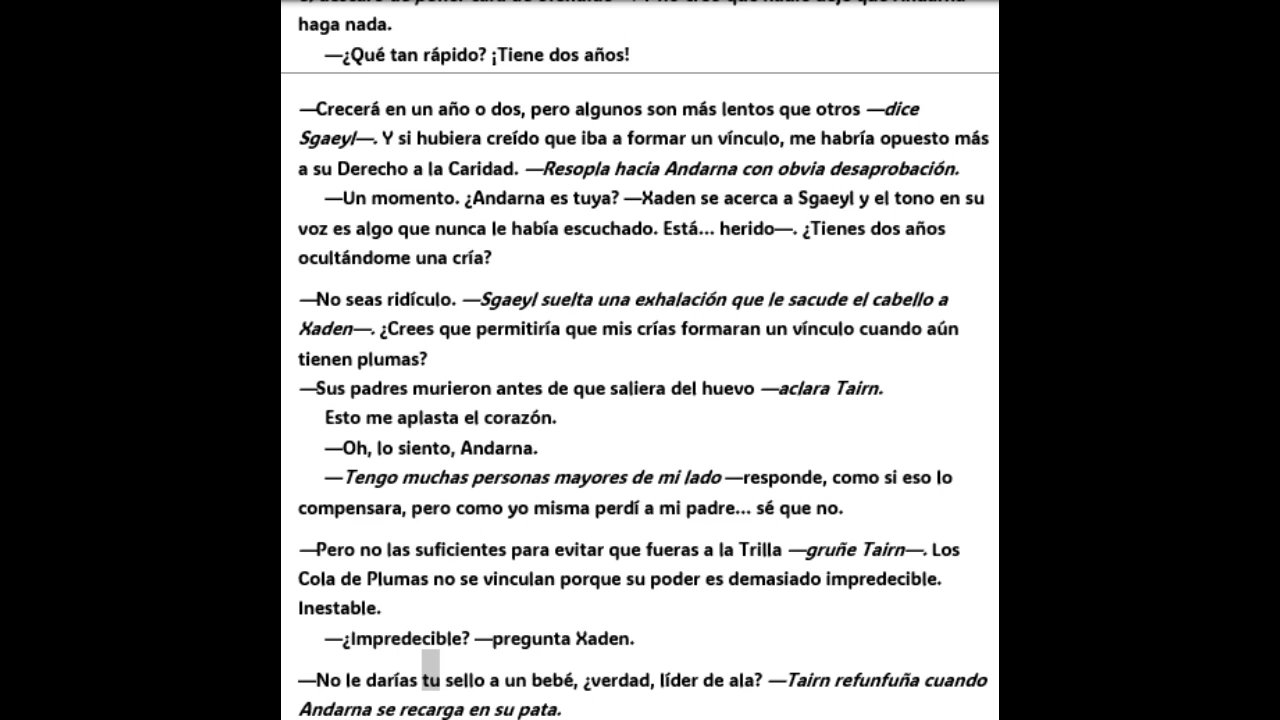 haga nada.
—¿Qué tan rápido? ¡Tiene dos años!
—Crecerá en un año o dos, pero algunos son más lentos que otros —dice
Sgaeyl—. Y si hubiera creído que iba a formar un vínculo, me habría opuesto más
a su Derecho a la Caridad. —Resopla hacia Andarna con obvia desaprobación.
—Un momento. ¿Andarna es tuya? —Xaden se acerca a Sgaeyl y el tono en su
voz es algo que nunca le había escuchado. Está... herido—. ¿Tienes dos años
ocultándome una cría?
—No seas ridículo. —Sgaeyl suelta una exhalación que le sacude el cabello a
Xaden—. ¿Crees que permitiría que mis crías formaran un vínculo cuando aún
tienen plumas?
—Sus padres murieron antes de que saliera del huevo —aclara Tairn.
Esto me aplasta el corazón.
—Oh, lo siento, Andarna.
—Tengo muchas personas mayores de mi lado —responde, como si eso lo
compensara, pero como yo misma perdí a mi padre... sé que no.
—Pero no las suficientes para evitar que fueras a la Trilla —gruñe Tairn—. Los
Cola de Plumas no se vinculan porque su poder es demasiado impredecible.
Inestable.
—¿Impredecible? —pregunta Xaden.
—No le darías tu sello a un bebé, ¿verdad, líder de ala? —Tairn refunfuña cuando
Andarna se recarga en su pata.